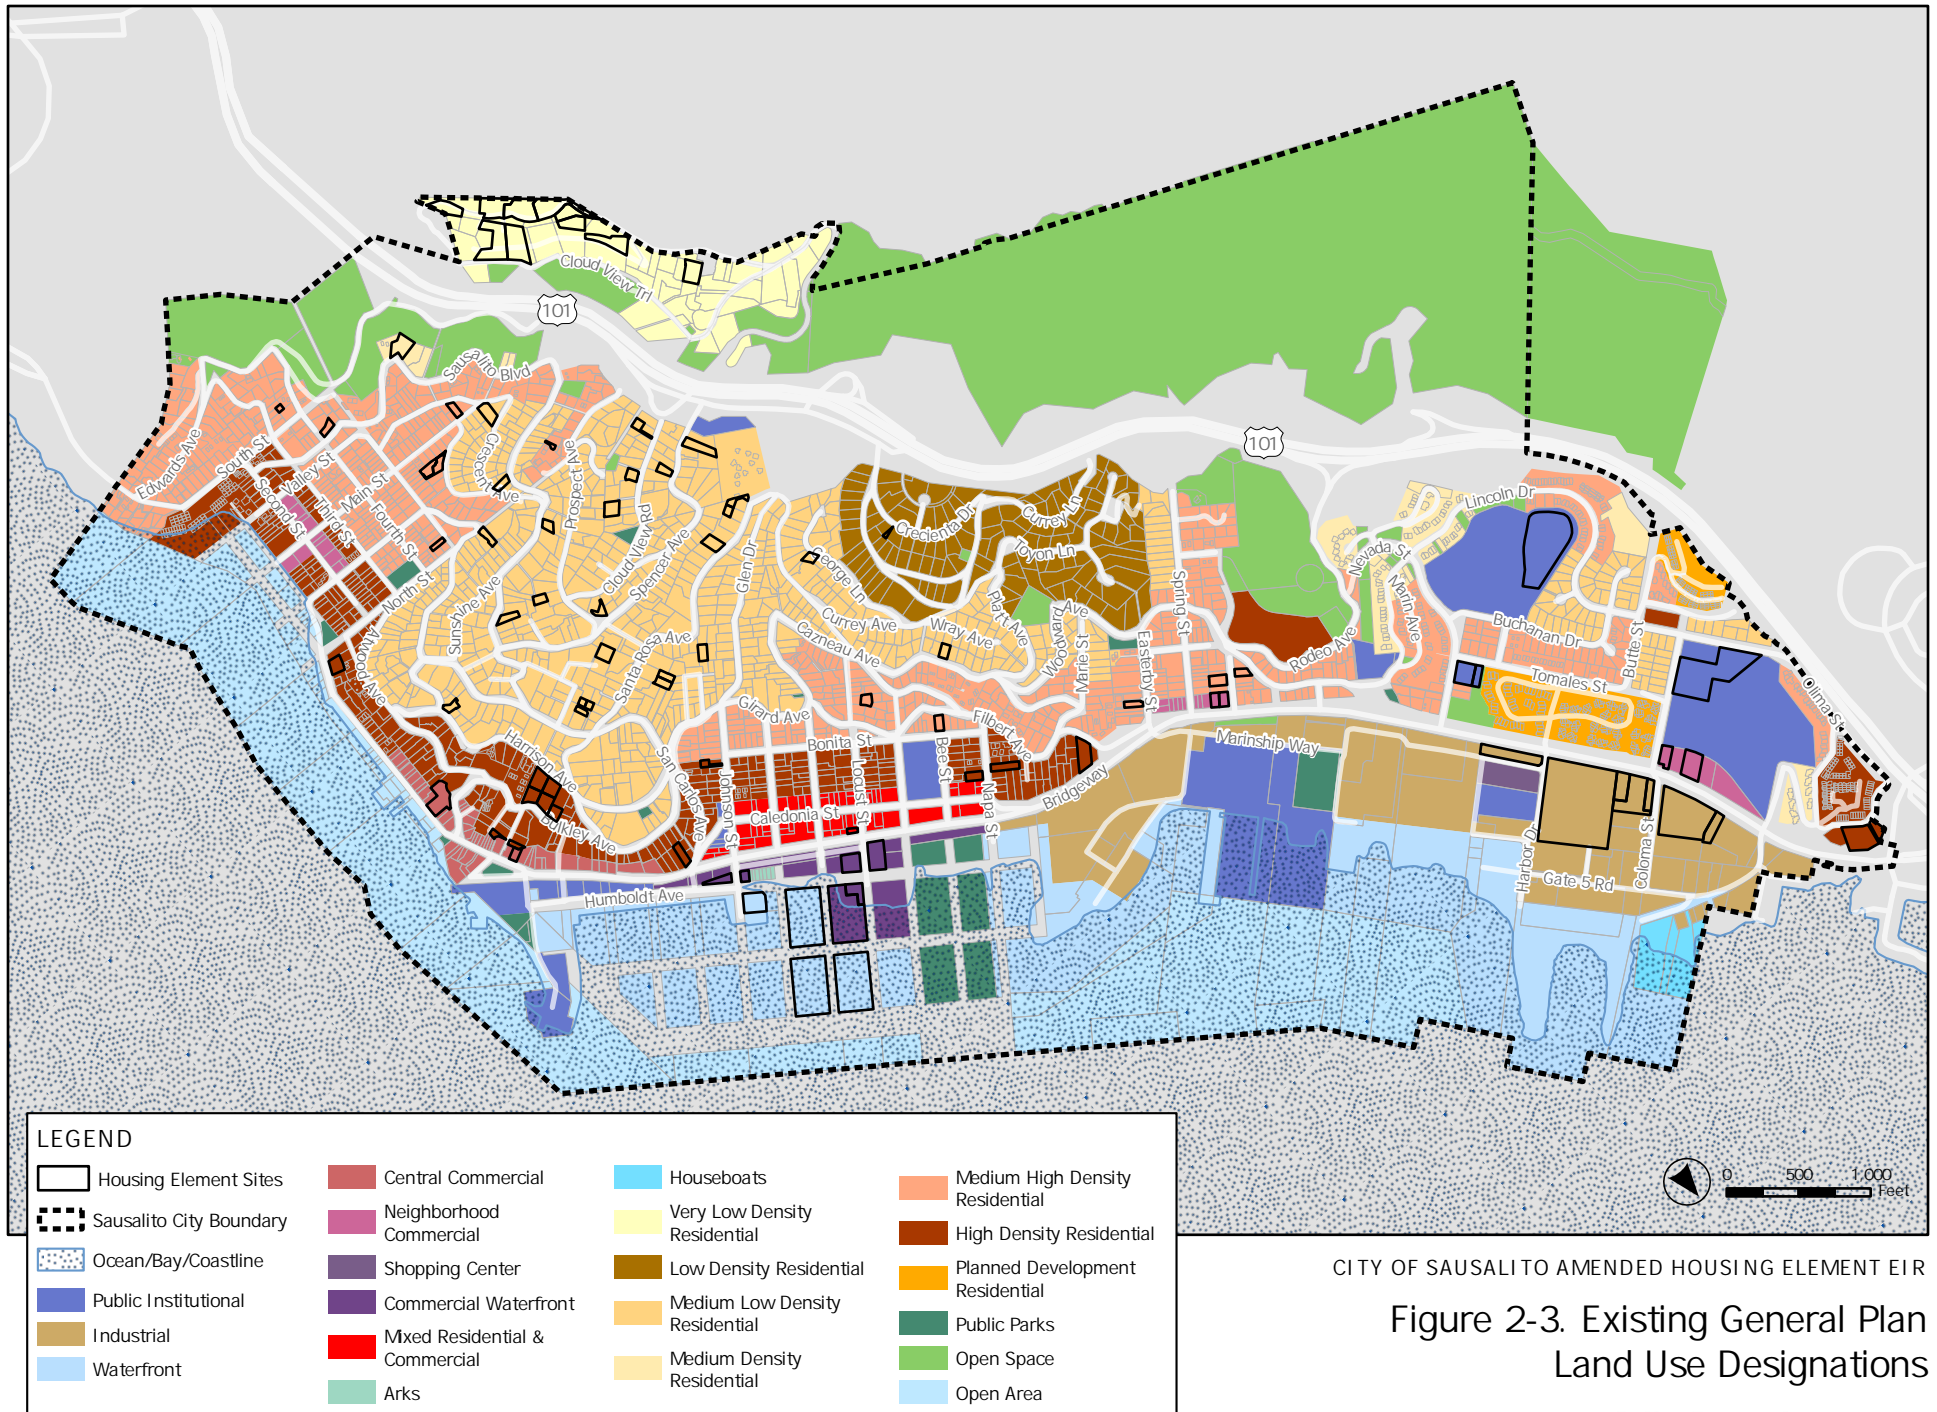 Cloud View Trl
101
Sausalito Blvd
101
Edwards Ave
South St
Valley St
Second St
Third St
Main St
Fourth St
Crescent Ave
Prospect Ave
Cloud View Rd
Spencer Ave
Glen Dr
George Ln
Crecienta Dr
Currey Ln
Toyon Ln
Platt Ave
Woodward Ave
Marie St
Easterby St
Spring St
Nevada St
Marin Ave
Lincoln Dr
Rodeo Ave
Buchanan Dr
Butte St
Tomales St
Olima St
North St
Sunshine Ave
Atwood Ave
Santa Rosa Ave
Currey Ave
Cazneau Ave
Wray Ave
Girard Ave
Filbert Ave
Bonita St
Harrison Ave
San Carlos Ave
Bulkley Ave
Johnson St
Locust St
Bee St
Napa St
Caledonia St
Bridgeway
Marinship Way
Humboldt Ave
Harbor Dr
Gate 5 Rd
Coloma St
LEGEND
Housing Element Sites
Sausalito City Boundary
Ocean/Bay/Coastline
Public Institutional
Industrial
Waterfront
Central Commercial
Neighborhood
Commercial
Shopping Center
Commercial Waterfront
Mixed Residential &
Commercial
Arks
Houseboats
Very Low Density
Residential
Low Density Residential
Medium Low Density
Residential
Medium Density
Residential
Medium High Density
Residential
High Density Residential
Planned Development
Residential
Public Parks
Open Space
Open Area
0 500 1,000
Feet
CITY OF SAUSALITO AMENDED HOUSING ELEMENT EIR
Figure 2-3. Existing General Plan
Land Use Designations